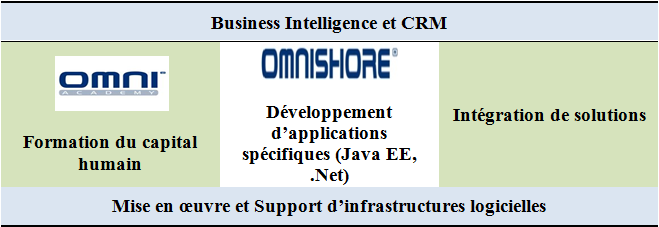 Business Intelligence et CRM
OMNI
ACADEMY
Formation du capital
humain
OMNISHORE®
Développement
d’applications
spécifiques (Java EE,
.Net)
Intégration de solutions
Mise en œuvre et Support d’infrastructures logicielles